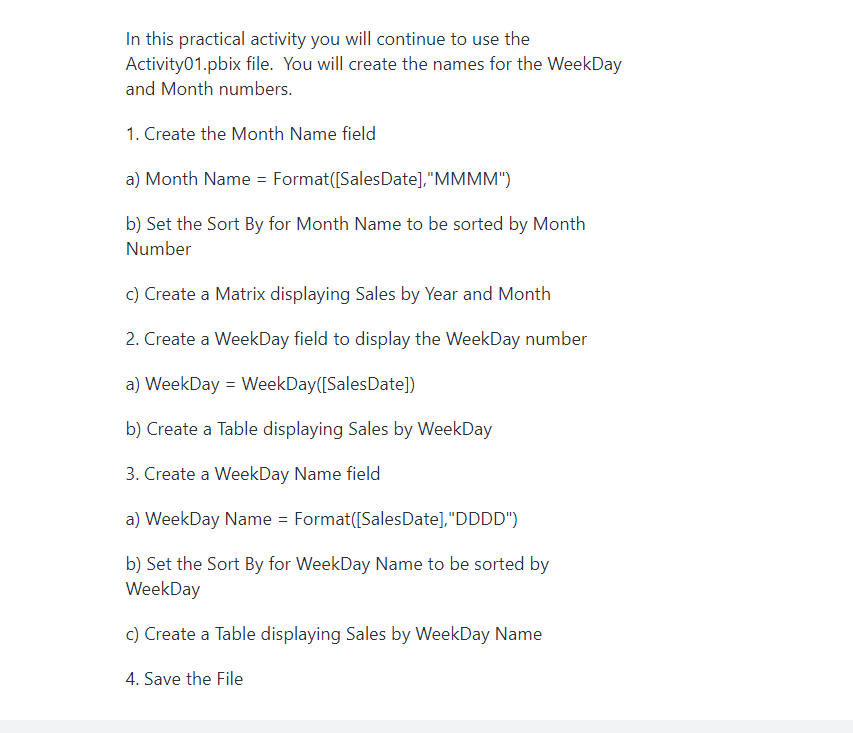 In this practical activity you will continue to use the
Activity01.pbix file.  You will create the names for the WeekDay
and Month numbers.
1. Create the Month Name field
a) Month Name = Format([SalesDate],"MMMM")
b) Set the Sort By for Month Name to be sorted by Month
Number
c) Create a Matrix displaying Sales by Year and Month
2. Create a WeekDay field to display the WeekDay number
a) WeekDay = WeekDay([SalesDate])
b) Create a Table displaying Sales by WeekDay
3. Create a WeekDay Name field
a) WeekDay Name = Format([SalesDate],"DDDD")
b) Set the Sort By for WeekDay Name to be sorted by
WeekDay
c) Create a Table displaying Sales by WeekDay Name
4. Save the File